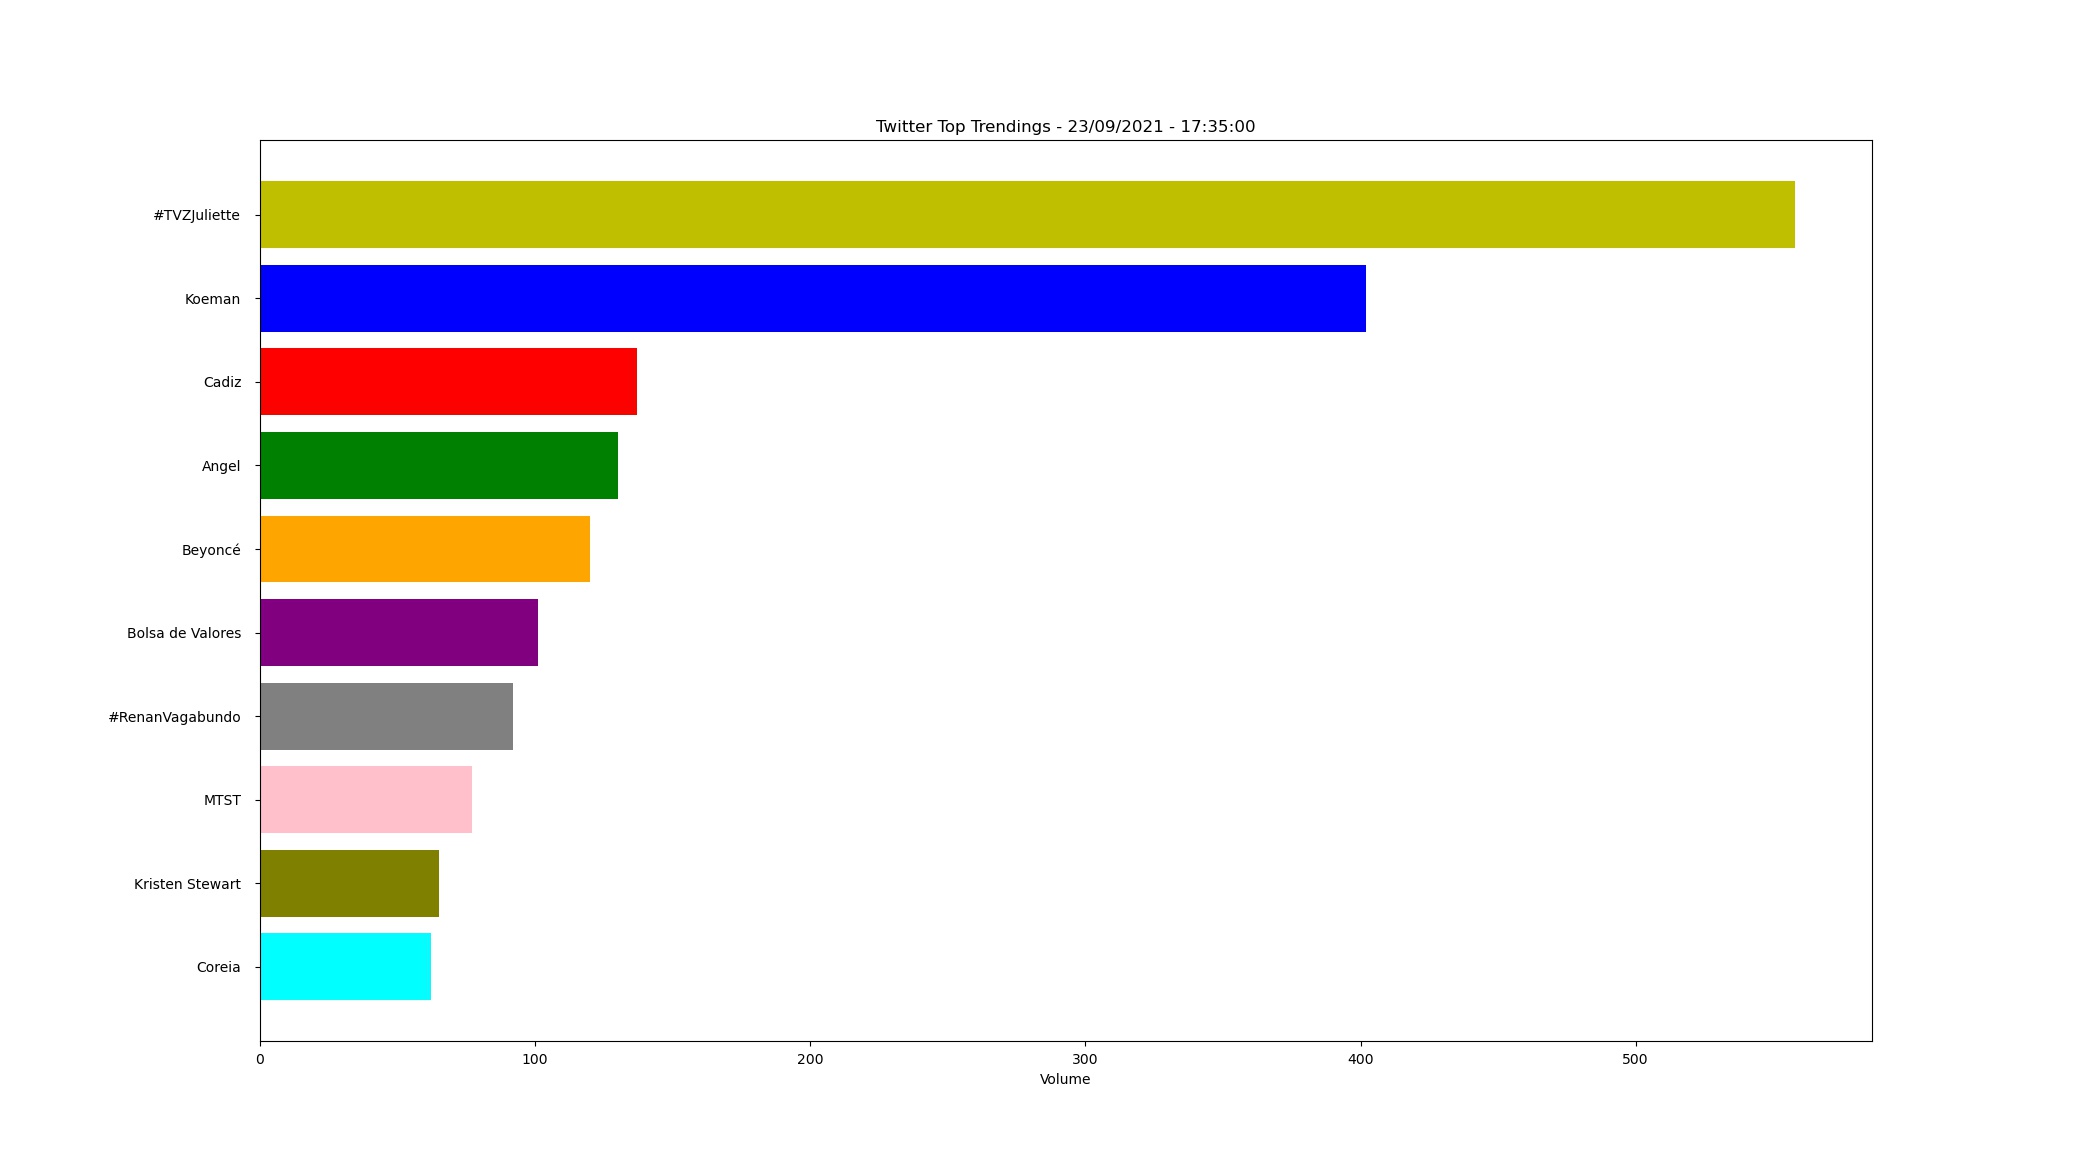 Twitter Top Trendings - 23/09/2021 - 17:35:00
#TVZJuliette
Koeman
Cadiz
Angel
Beyoncé
Bolsa de Valores
#RenanVagabundo
MTST
Kristen Stewart
Coreia
0 100 200 300 400 500
Volume